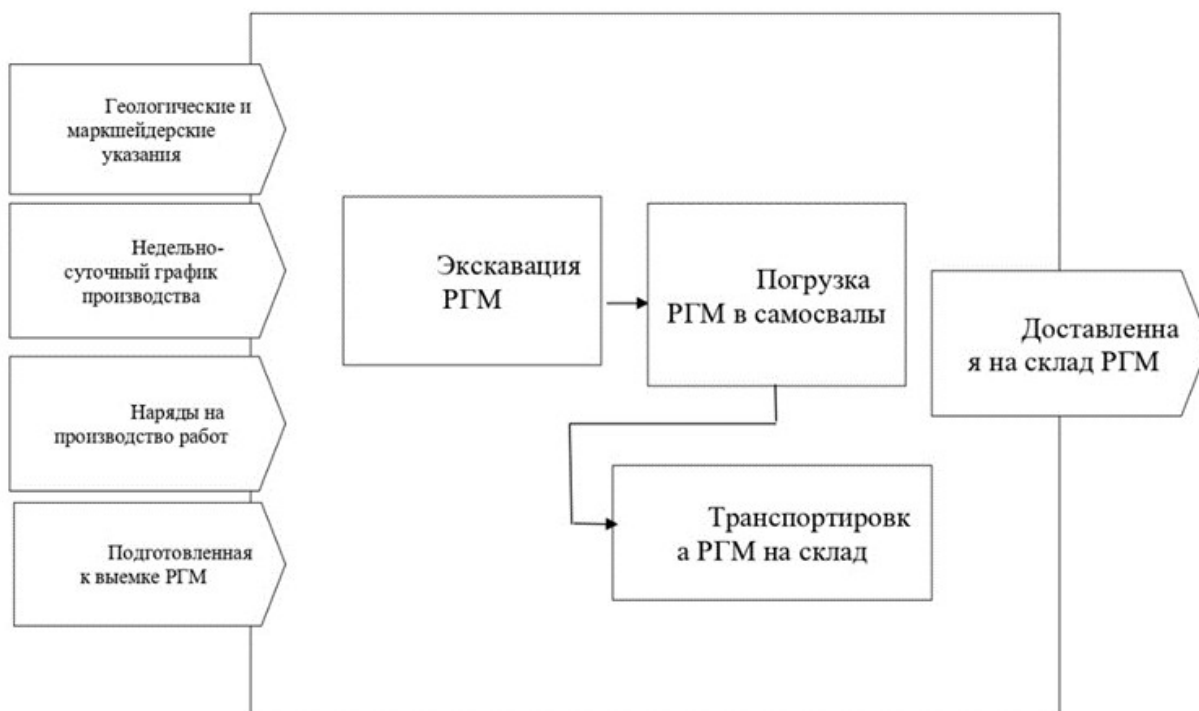 Геологические и
маркшейдерские
указания
Недельно-
суточный график
производства
Наряды на
производство работ
Подготовленная
к выемке РГМ
Экскавация
РГМ
Погрузка
РГМ в самосвалы
Транспортировк
а РГМ на склад
Доставленна
я на склад РГМ